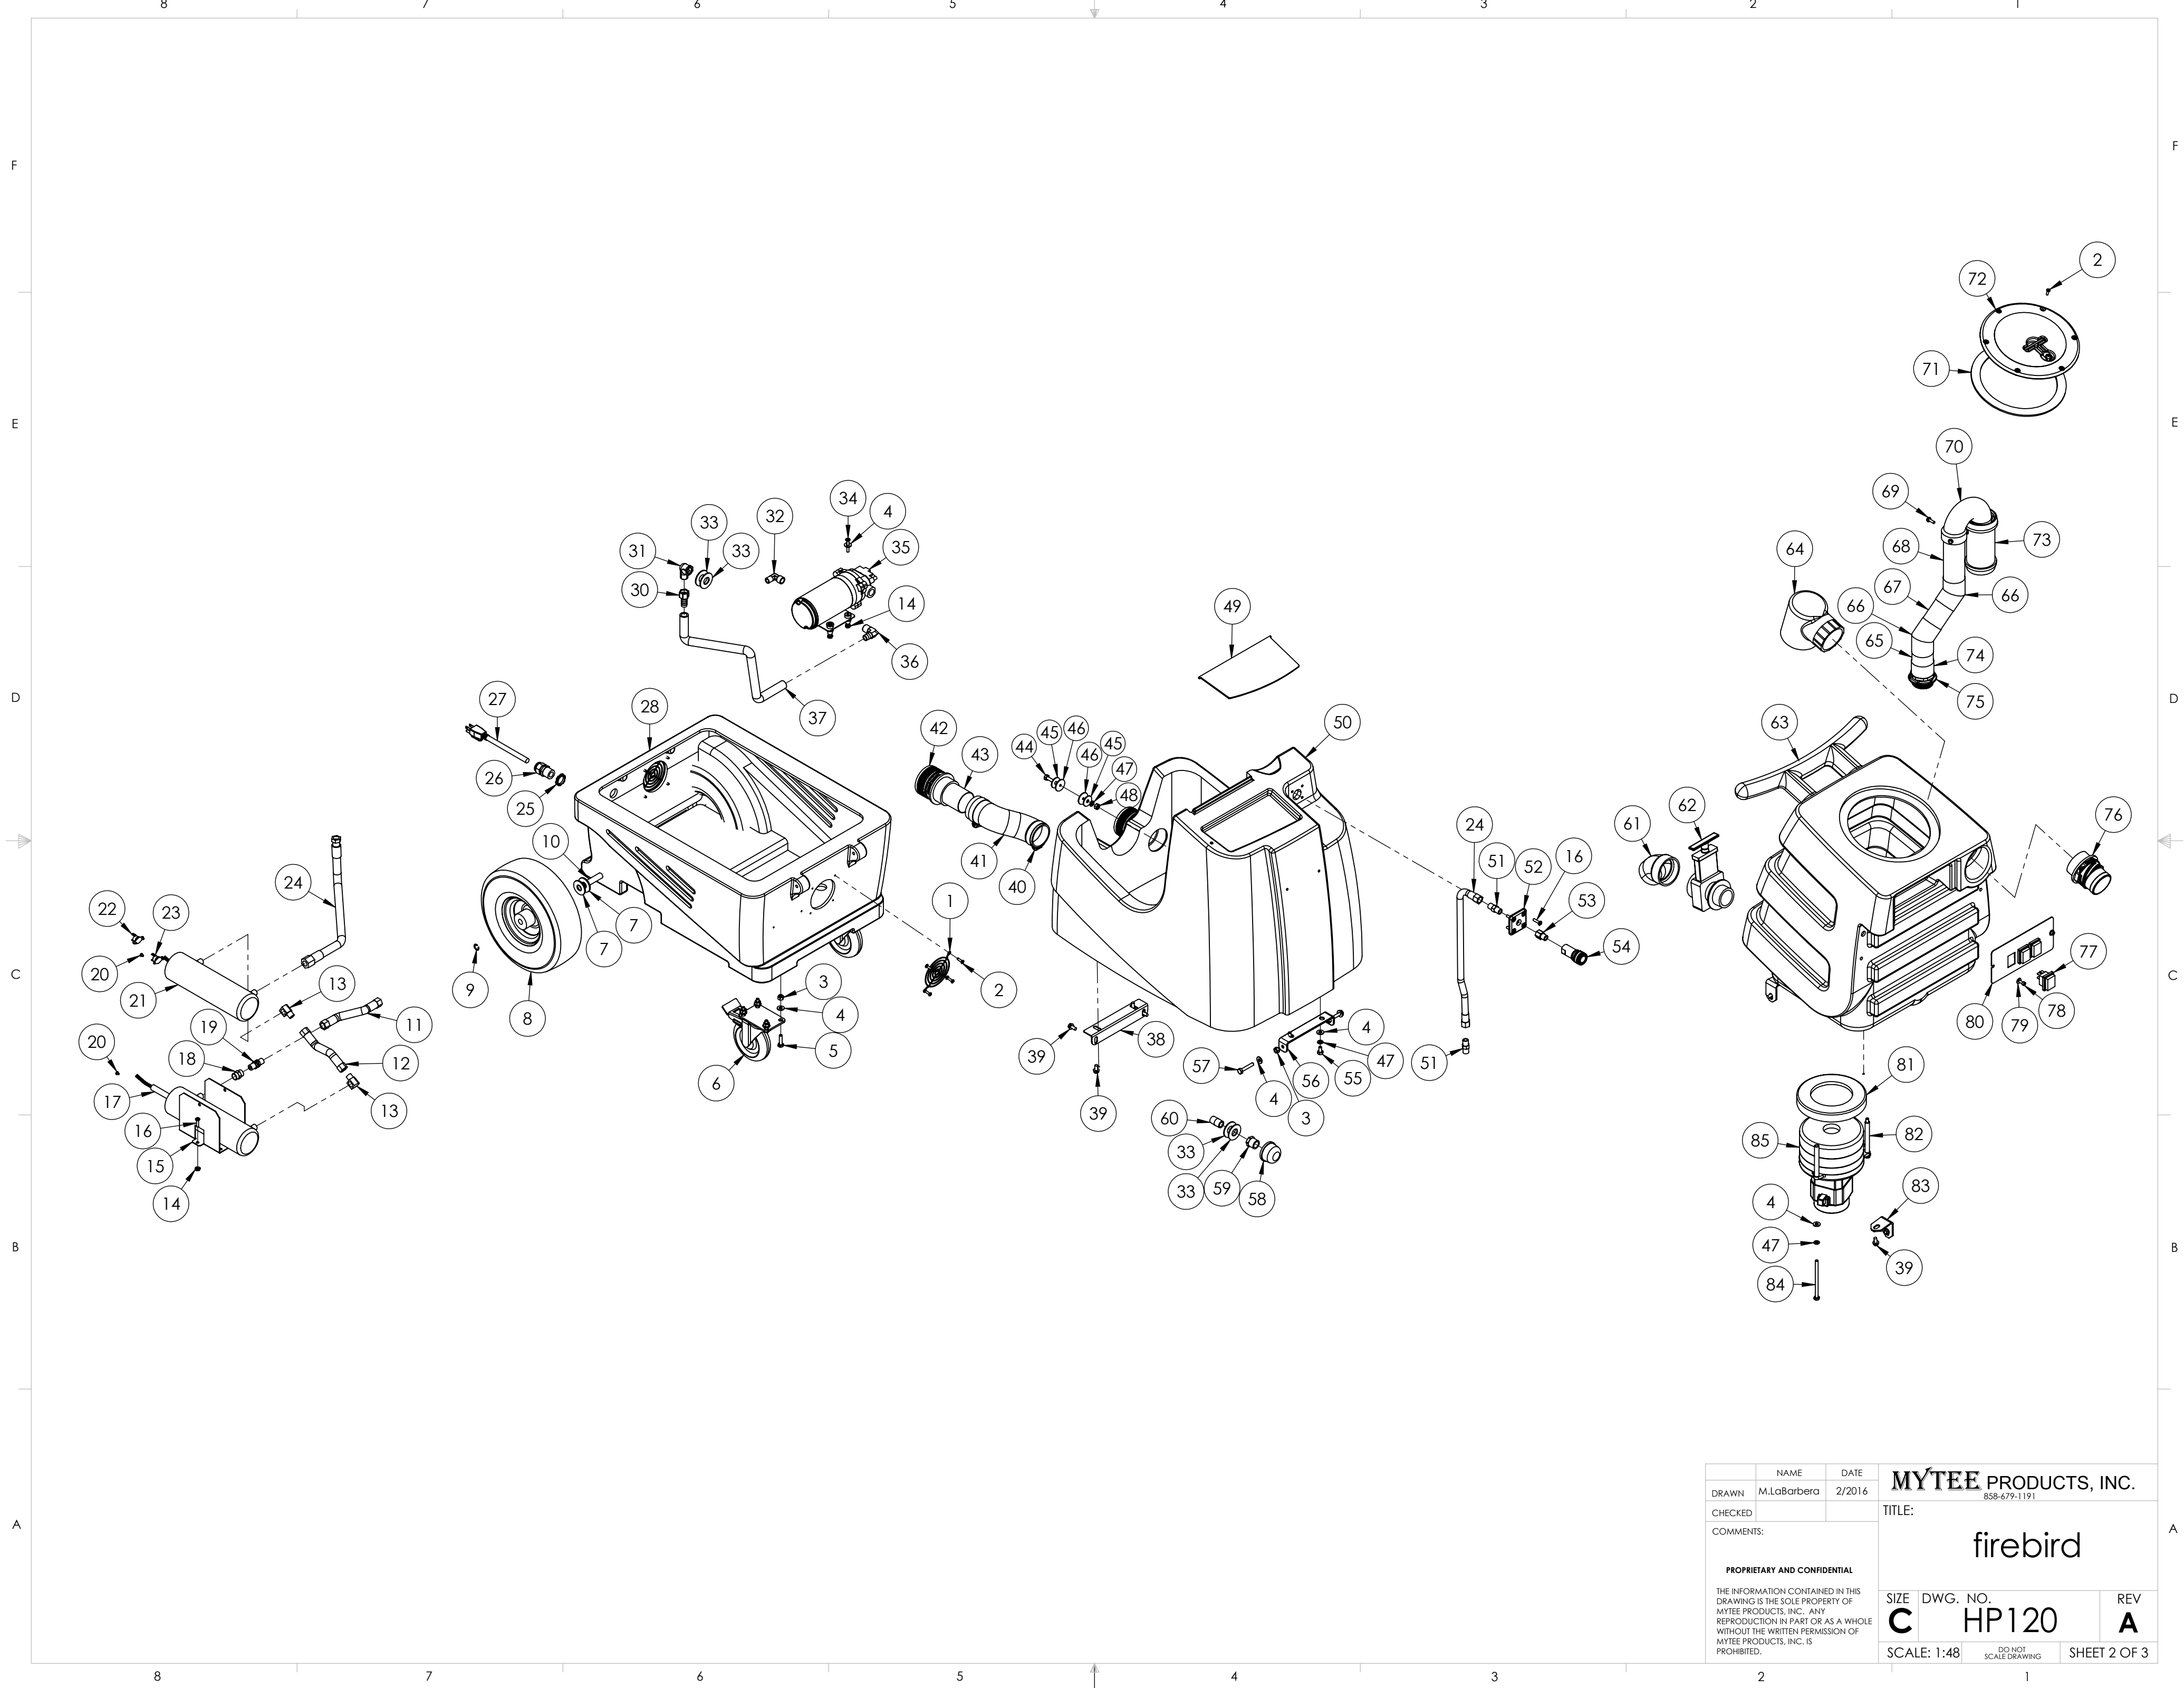 8 7 6 5 4 3 2 1
F F
2
72
71
E E
70
69
34
4
33 32
31 33 35 68 73
64
30 67
14 66 66
49
65
36 74
D D
27 28 75
37 42 50 63
45 46
44 43 45
46
26 47
48
25 62
24 76
61
10 41 51 52 16
40
24
22 23 1 53
7 54
7
20 C C
9 3 2 77
21 13
8
19 11 4 4 78
80 79
20 18 39 38 5 47
12 6 57 56 55 51 81
17 13 39 4 3
16 60 85 82
15 33
33 59 58 83
14 4
B 47 B
39
84
NAME DATE
DRAWN M.LaBarbera 2/2016
CHECKED
COMMENTS:
PROPRIETARY AND CONFIDENTIAL
THE INFORMATION CONTAINED IN THIS
DRAWING IS THE SOLE PROPERTY OF
MYTEE PRODUCTS, INC. ANY
REPRODUCTION IN PART OR AS A WHOLE
WITHOUT THE WRITTEN PERMISSION OF
MYTEE PRODUCTS, INC. IS
PROHIBITED.
MYTEE PRODUCTS, INC.
858-679-1191
TITLE:
firebird
SIZE DWG. NO. REV
C HP120 A
SCALE: 1:48
DO NOT
SCALE DRAWING
SHEET 2 OF 3
A A
8 7 6 5 4 3 2 1